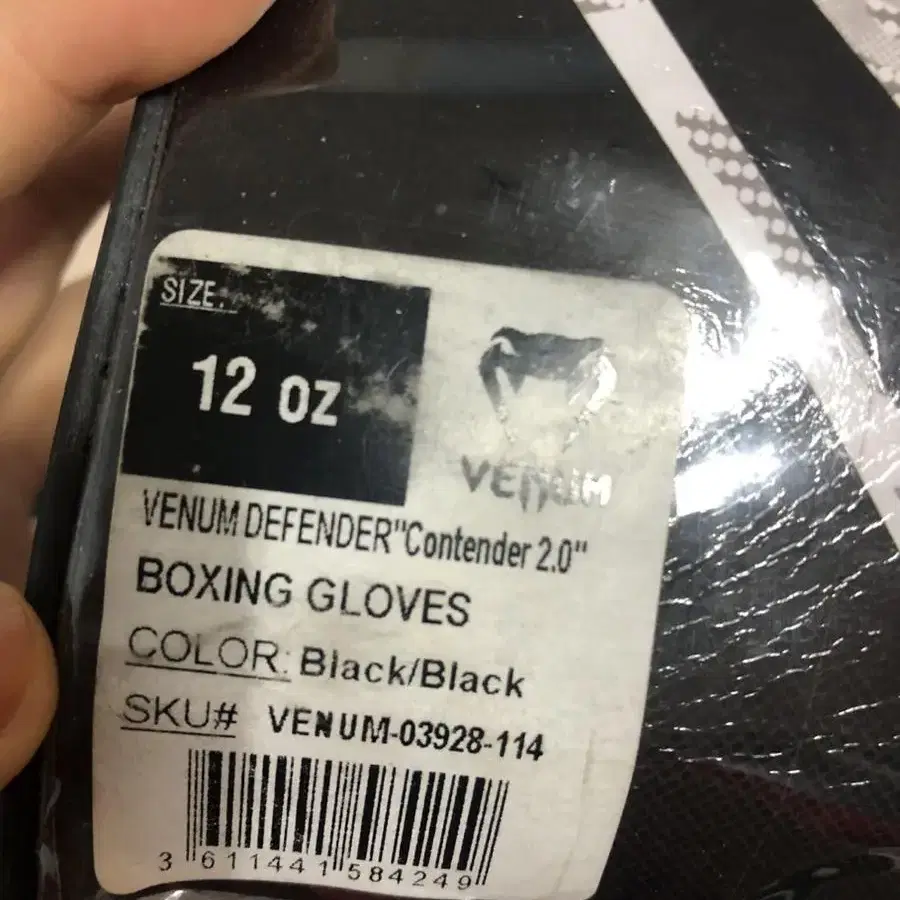 SIZE:
12 oz
VENUM
VENUM DEFENDER"Contender 2.0"
BOXING GLOVES
COLOR: Black/Black
SKU# VENUM-03928-114
3 611441 584249